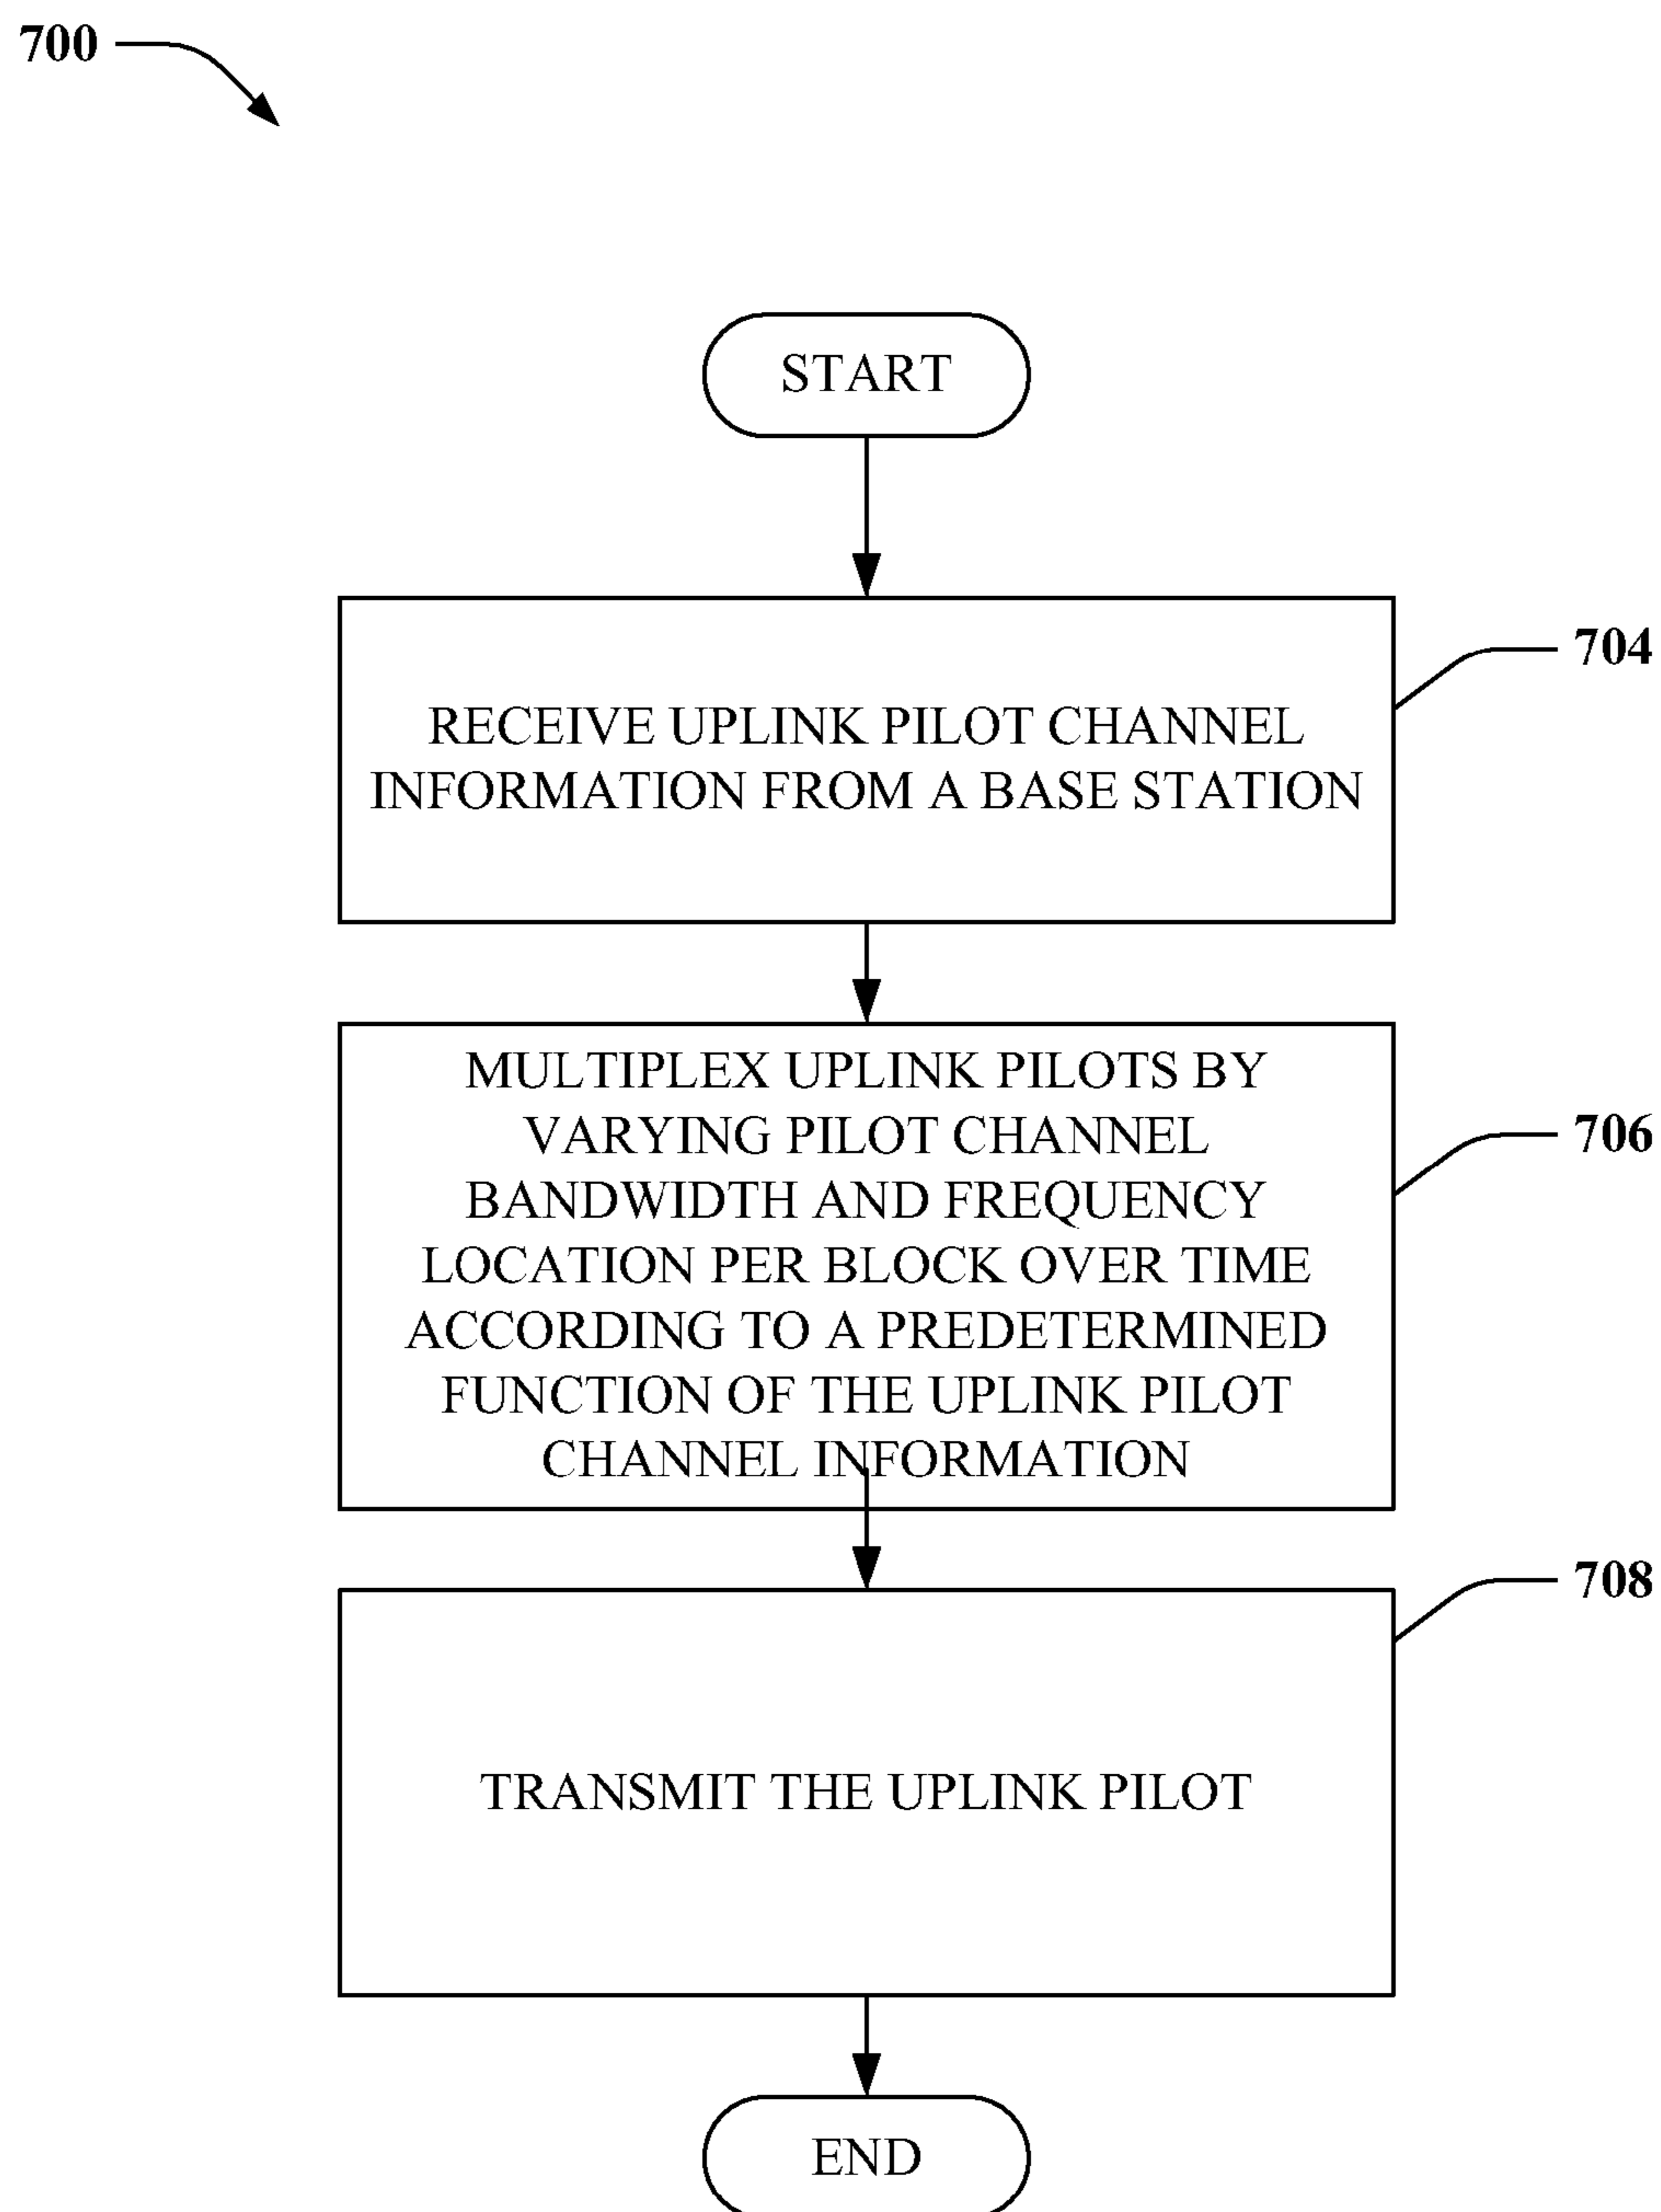 700
START
704
RECEIVE UPLINK PILOT CHANNEL
INFORMATION FROM A BASE STATION
706
MULTIPLEX UPLINK PILOTS BY
VARYING PILOT CHANNEL
BANDWIDTH AND FREQUENCY
LOCATION PER BLOCK OVER TIME
ACCORDING TO A PREDETERMINED
FUNCTION OF THE UPLINK PILOT
CHANNEL INFORMATION
708
TRANSMIT THE UPLINK PILOT
END